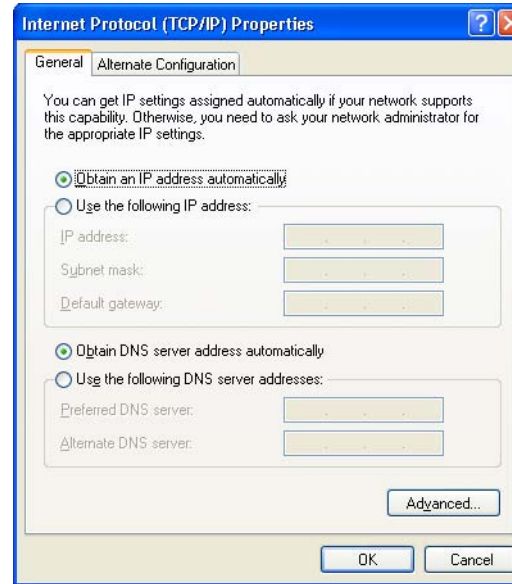 Internet Protocol (TCP/IP) Properties
General
Alternate Configuration
You can get IP settings assigned automatically if your network supports
this capability. Otherwise, you need to ask your network administrator for
the appropriate IP settings.
Obtain an IP address automatically
Use the following IP address:
IP address:
Subnet mask:
Default gateway:
Obtain DNS server address automatically
Use the following DNS server addresses:
Preferred DNS server:
Alternate DNS server:
Advanced...
OK
Cancel